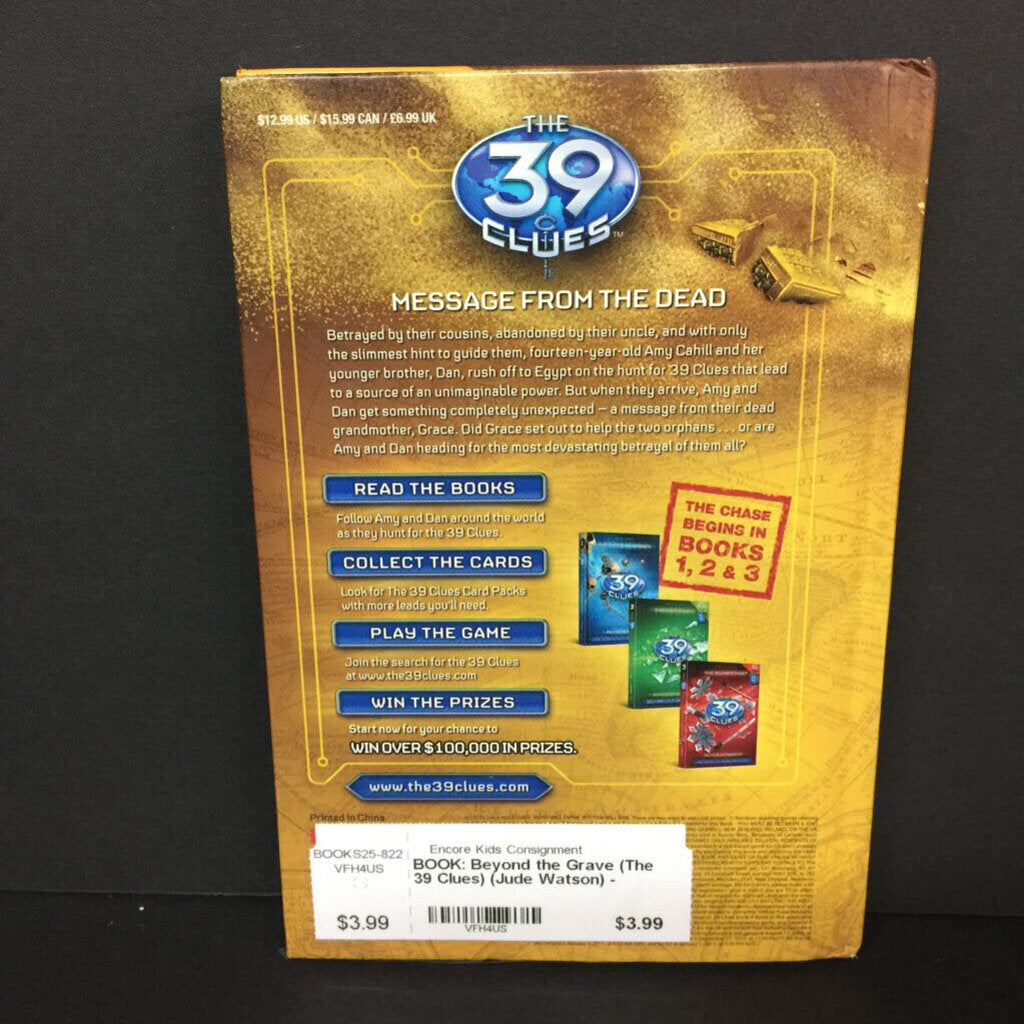 $12.99 US / $15.99 CAN / £6.99 UK
THE
39
CLUES™
MESSAGE FROM THE DEAD
Betrayed by their cousins, abandoned by their uncle, and with only
the slimmest hint to guide them, fourteen-year-old Amy Cahill and her
younger brother, Dan, rush off to Egypt on the hunt for 39 Clues that lead
to a source of an unimaginable power. But when they arrive, Amy and
Dan get something completely unexpected – a message from their dead
grandmother, Grace. Did Grace set out to help the two orphans . . . or are
Amy and Dan heading for the most devastating betrayal of them all?
READ THE BOOKS
Follow Amy and Dan around the world
as they hunt for the 39 Clues.
COLLECT THE CARDS
Look for The 39 Clues Card Packs
with more leads you'll need.
PLAY THE GAME
Join the search for the 39 Clues
at www.the39clues.com
WIN THE PRIZES
Start now for your chance to
WIN OVER $100,000 IN PRIZES.
www.the39clues.com
THE CHASE
BEGINS IN
BOOKS
1, 2 & 3
39
CLUES
39
CLUES
39
CLUES
Printed in China
BOOKS25-822
VFH4US
$3.99
Encore Kids Consignment
BOOK: Beyond the Grave (The
39 Clues) (Jude Watson) -
VFH4US
$3.99